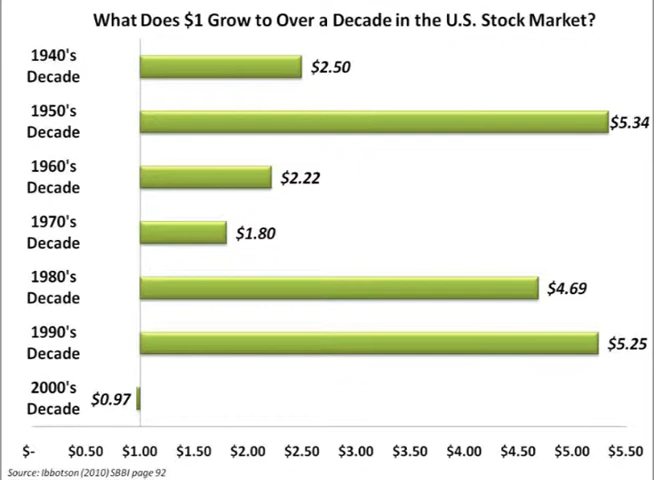 What Does $1 Grow to Over a Decade in the U.S. Stock Market?
1940's
Decade
$2.50
1950's
Decade
$5.34
1960's
Decade
$2.22
1970's
Decade
$1.80
1980's
Decade
$4.69
1990's
Decade
$5.25
2000's
Decade
$0.97
$- $0.50 $1.00 $1.50 $2.00 $2.50 $3.00 $3.50 $4.00 $4.50 $5.00 $5.50
Source: Ibbotson (2010) SBBI page 92